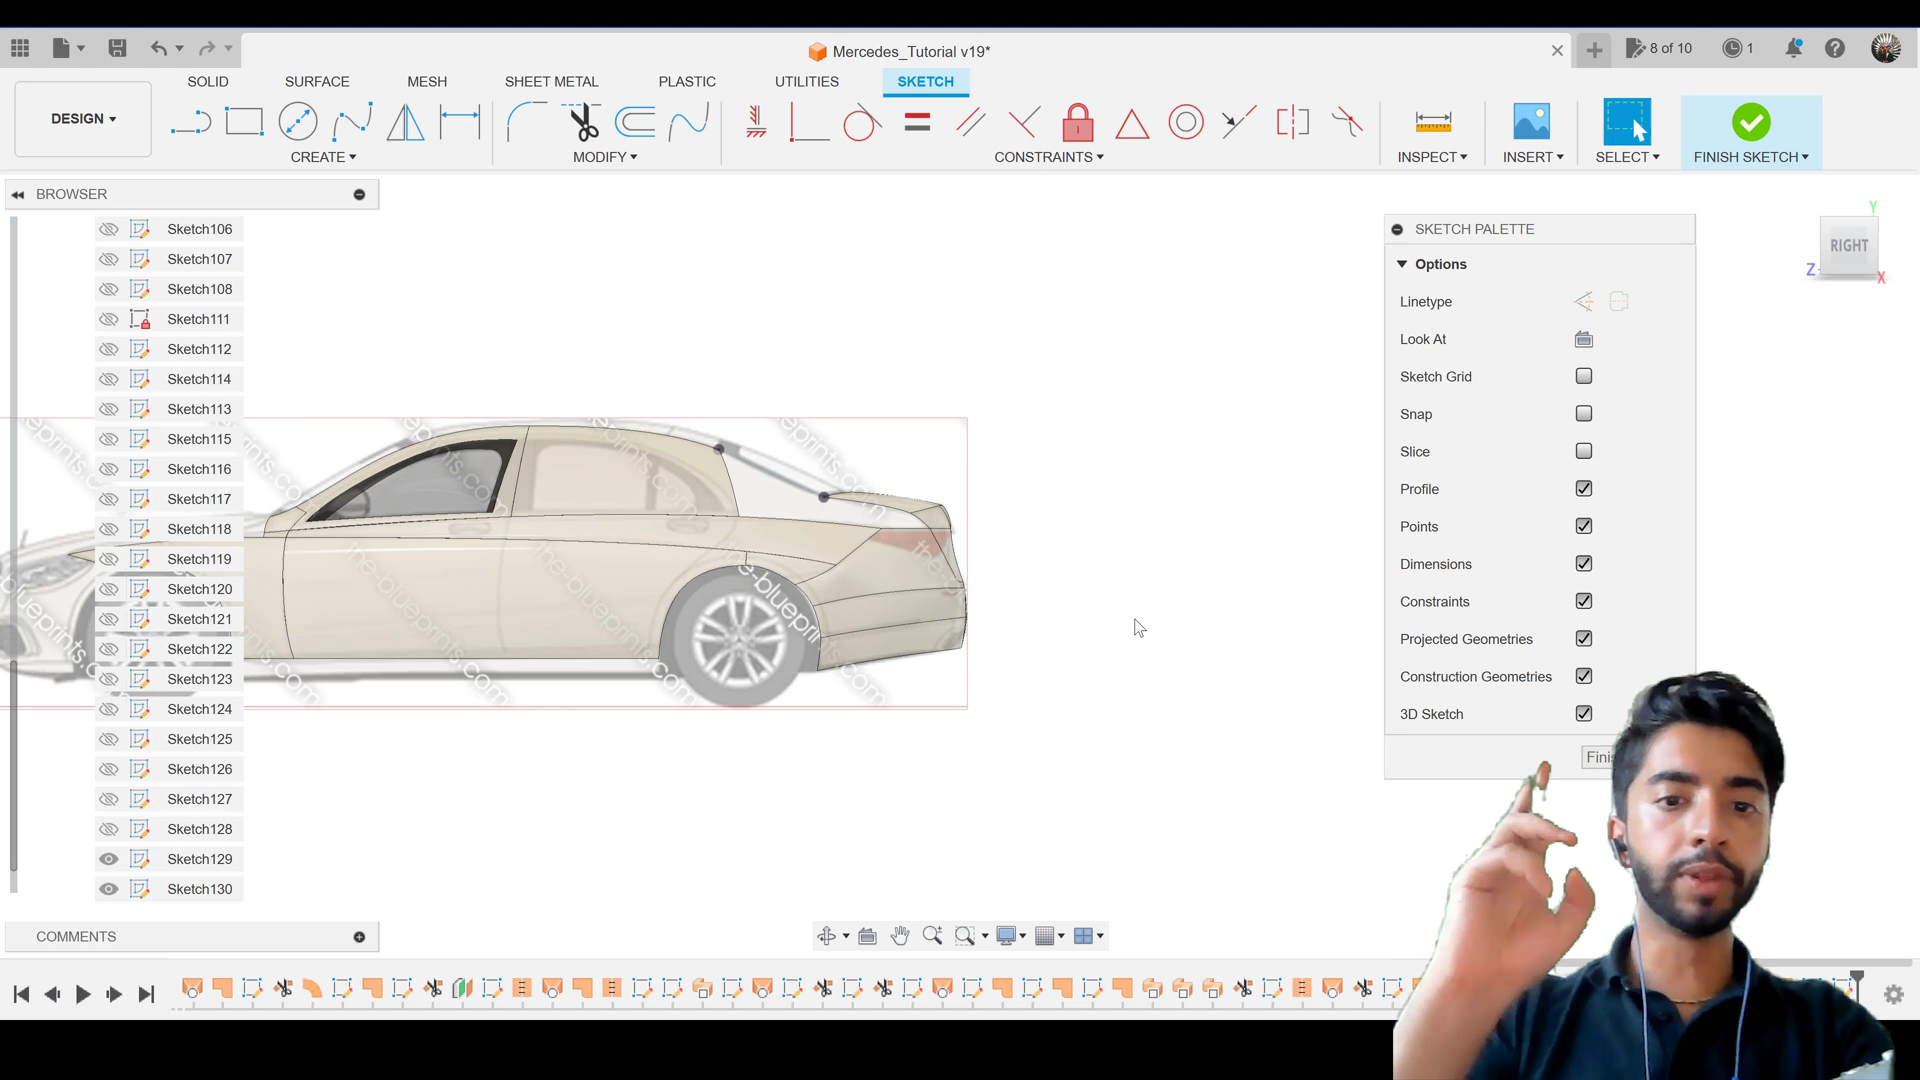 Mercedes_Tutorial v19*
8 of 10
1
SOLID
SURFACE
MESH
SHEET METAL
PLASTIC
UTILITIES
SKETCH
DESIGN
CREATE
MODIFY
CONSTRAINTS
INSPECT
INSERT
SELECT
FINISH SKETCH
BROWSER
Sketch106
Sketch107
Sketch108
Sketch111
Sketch112
Sketch114
Sketch113
Sketch115
Sketch116
Sketch117
Sketch118
Sketch119
Sketch120
Sketch121
Sketch122
Sketch123
Sketch124
Sketch125
Sketch126
Sketch127
Sketch128
Sketch129
Sketch130
COMMENTS
the-blueprints.com
SKETCH PALETTE
Options
Linetype
Look At
Sketch Grid
Snap
Slice
Profile
Points
Dimensions
Constraints
Projected Geometries
Construction Geometries
3D Sketch
Fini
Y
RIGHT
Z
X